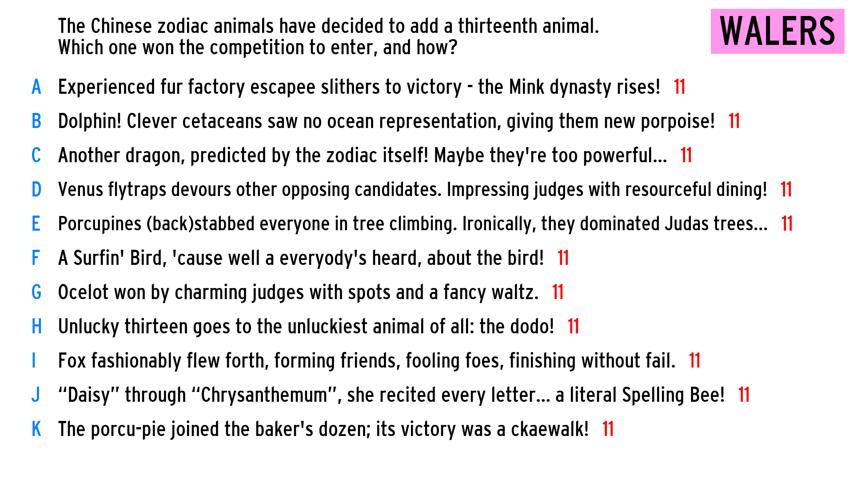 The Chinese zodiac animals have decided to add a thirteenth animal.
Which one won the competition to enter, and how?
WALERS
A Experienced fur factory escapee slithers to victory - the Mink dynasty rises! 11
B Dolphin! Clever cetaceans saw no ocean representation, giving them new porpoise! 11
C Another dragon, predicted by the zodiac itself! Maybe they're too powerful... 11
D Venus flytraps devours other opposing candidates. Impressing judges with resourceful dining! 11
E Porcupines (back)stabbed everyone in tree climbing. Ironically, they dominated Judas trees... 11
F A Surfin' Bird, 'cause well a everyody's heard, about the bird! 11
G Ocelot won by charming judges with spots and a fancy waltz. 11
H Unlucky thirteen goes to the unluckiest animal of all: the dodo! 11
I Fox fashionably flew forth, forming friends, fooling foes, finishing without fail. 11
J “Daisy” through “Chrysanthemum”, she recited every letter... a literal Spelling Bee! 11
K The porcu-pie joined the baker's dozen; its victory was a ckaewalk! 11